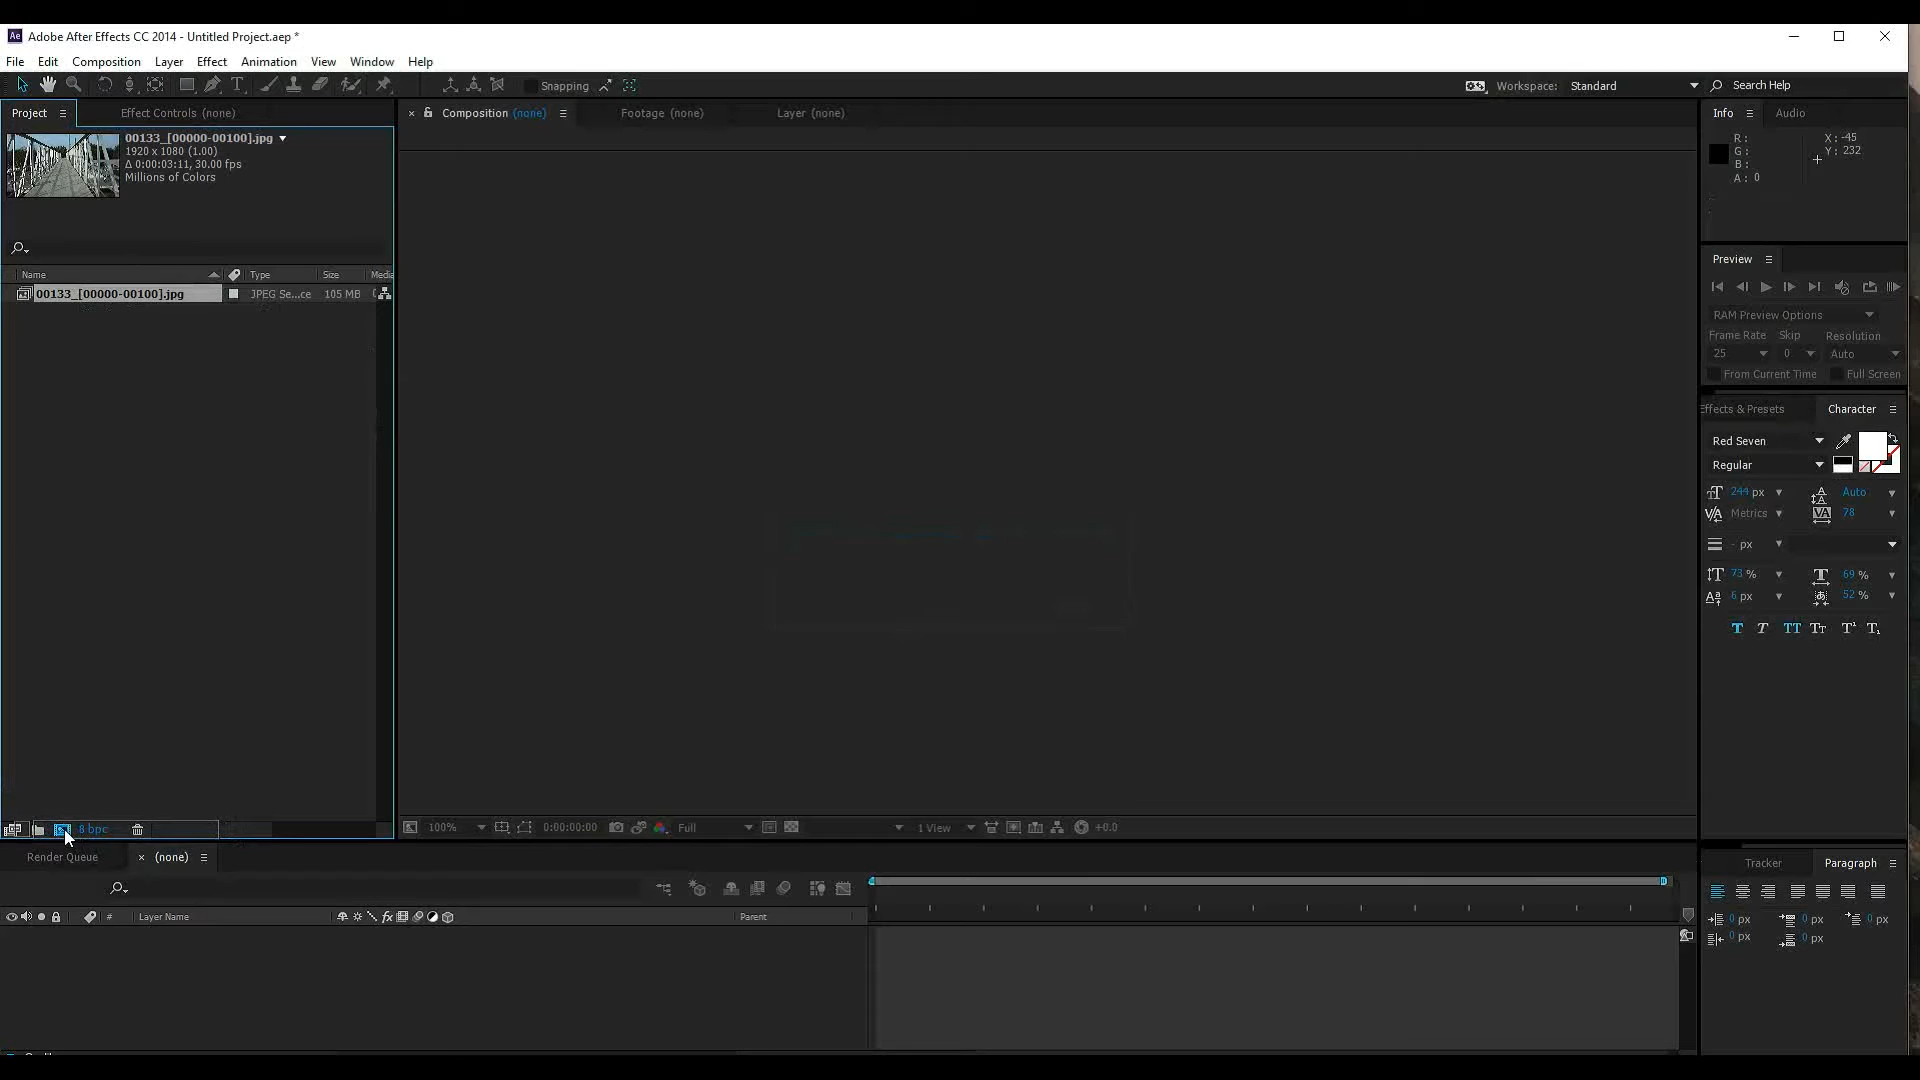 Ae Adobe After Effects CC 2014 - Untitled Project.aep *
File Edit Composition Layer Effect Animation View Window Help
Snapping
Workspace: Standard
Search Help
Project
Effect Controls (none)
00133_[00000-00100].jpg
1920 x 1080 (1.00)
Δ 0:00:03:11, 30.00 fps
Millions of Colors
Name Type Size Media
00133_[00000-00100].jpg JPEG Se...ce 105 MB
8 bpc
× Composition (none)
Footage (none)
Layer (none)
100% 0:00:00:00 Full 1 View +0.0
Info
Audio
R :
G :
B :
A : 0
X : -45
Y : 232
Preview
RAM Preview Options
Frame Rate Skip Resolution
25 0 Auto
From Current Time Full Screen
Effects & Presets
Character
Red Seven
Regular
244 px Auto
Metrics 78
- px
73 % 69 %
6 px 52 %
T T TT Tт T¹ T₁
Render Queue
× (none)
# Layer Name fx Parent
Tracker
Paragraph
0 px 0 px 0 px
0 px 0 px